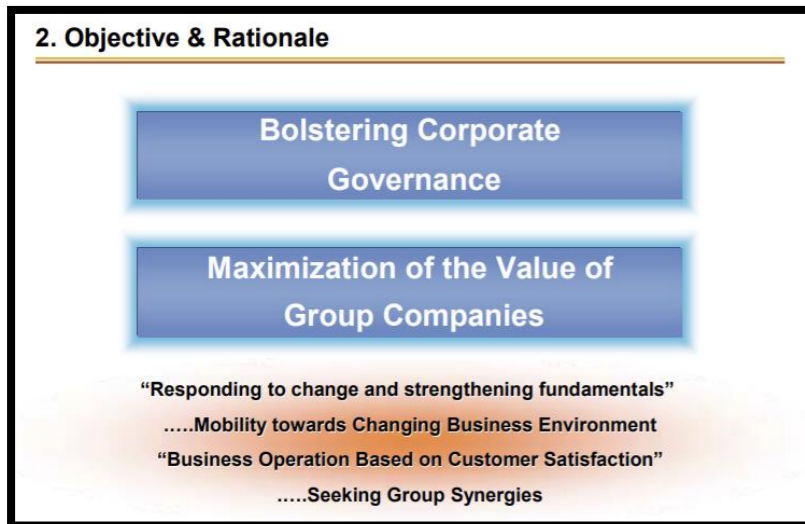 2. Objective & Rationale
Bolstering Corporate
Governance
Maximization of the Value of
Group Companies
“Responding to change and strengthening fundamentals”
.....Mobility towards Changing Business Environment
“Business Operation Based on Customer Satisfaction”
.....Seeking Group Synergies